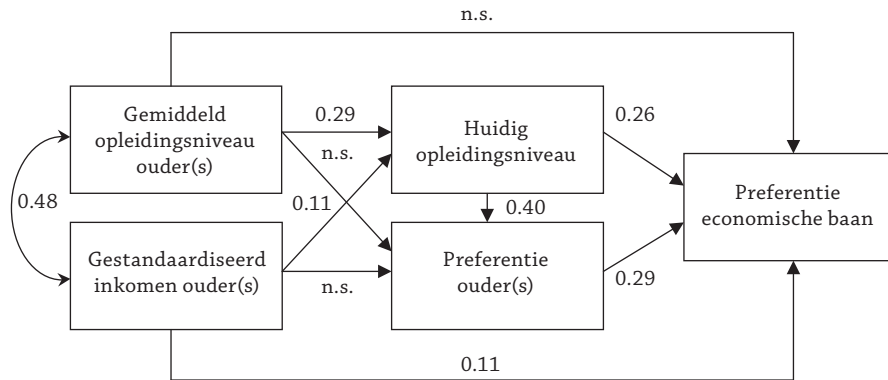 n.s.
Gemiddeld
opleidingsniveau
ouder(s)
0.29
n.s.
Huidig
opleidingsniveau
0.26
0.48
0.11
0.40
Preferentie
economische baan
Gestandaardiseerd
inkomen ouder(s)
n.s.
Preferentie
ouder(s)
0.29
0.11